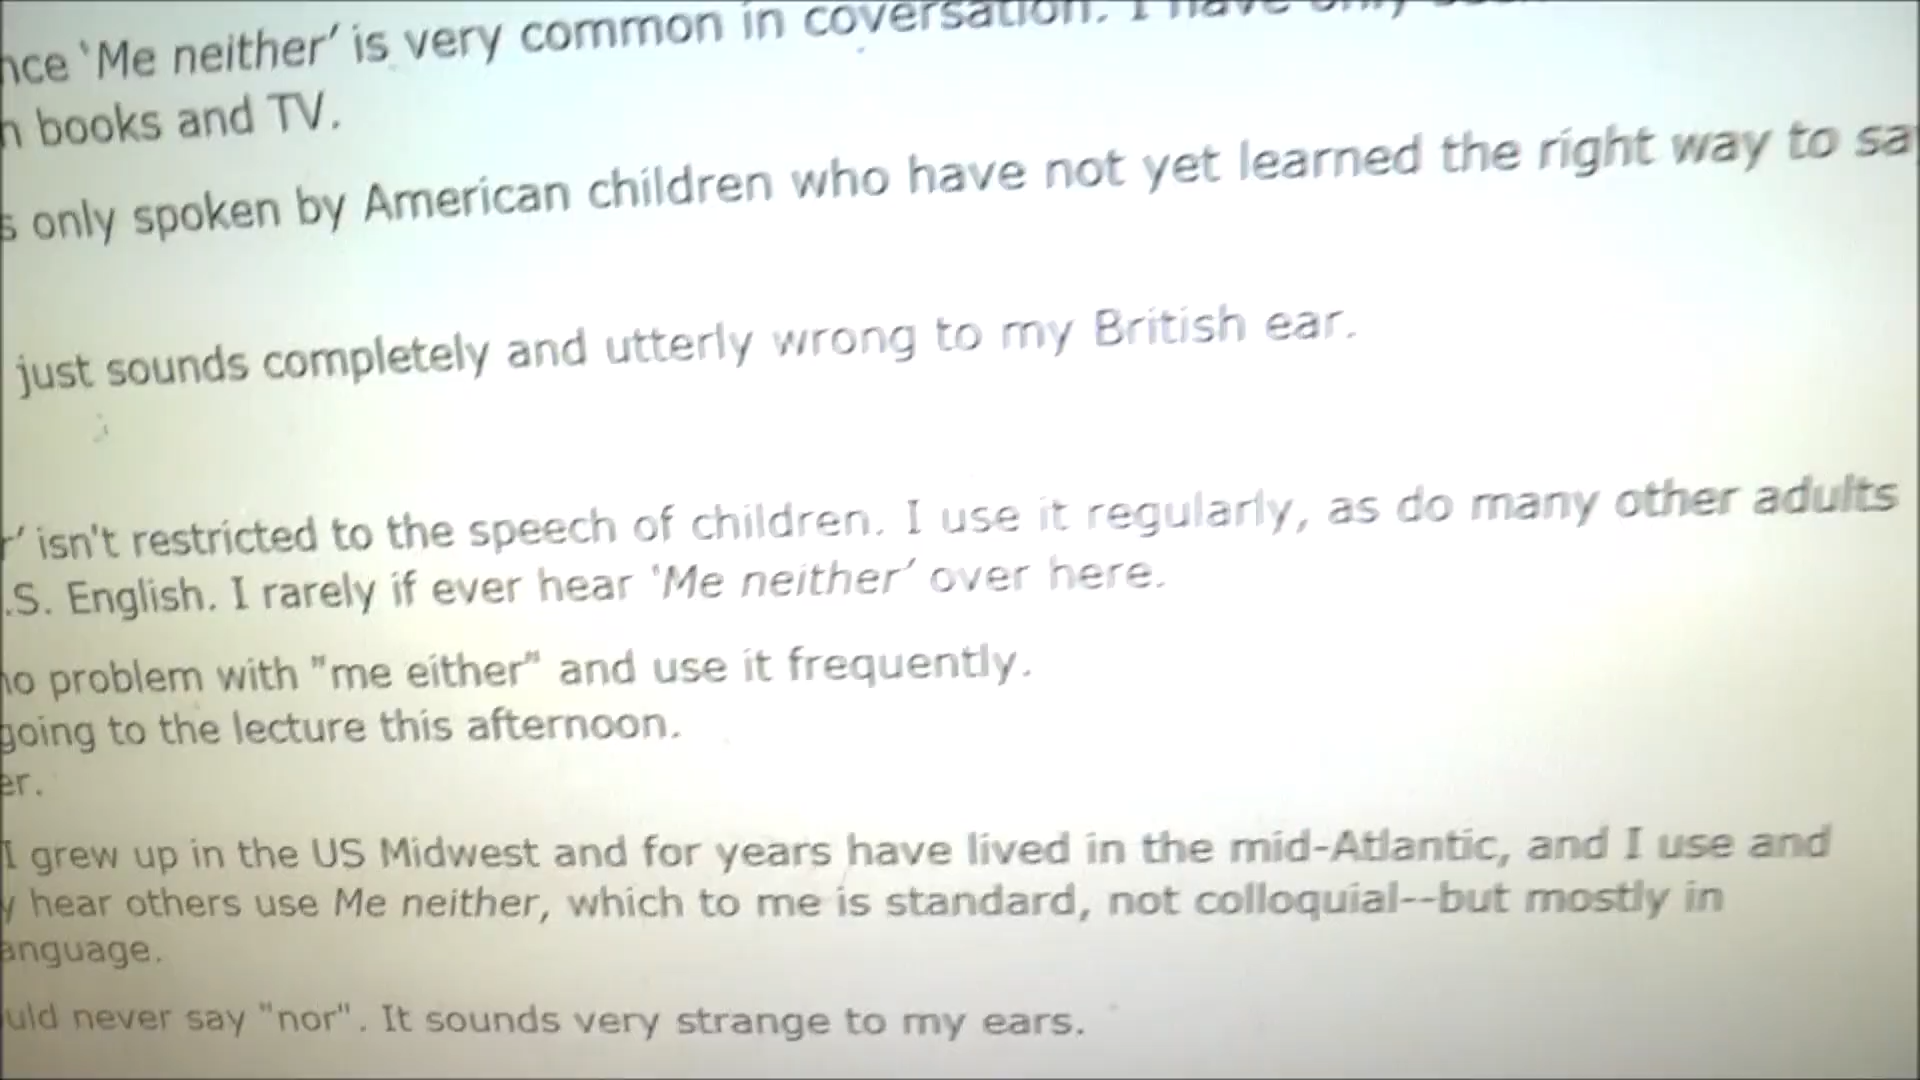 'Me neither' is very common in coversation. I have only
books and TV.
only spoken by American children who have not yet learned the right way to
just sounds completely and utterly wrong to my British ear.
isn't restricted to the speech of children. I use it regularly, as do many other adults
.S. English. I rarely if ever hear 'Me neither' over here.
problem with "me either" and use it frequently.
going to the lecture this afternoon.
er.
I grew up in the US Midwest and for years have lived in the mid-Atlantic, and I use and
hear others use Me neither, which to me is standard, not colloquial--but mostly in
anguage.
uld never say "nor". It sounds very strange to my ears.